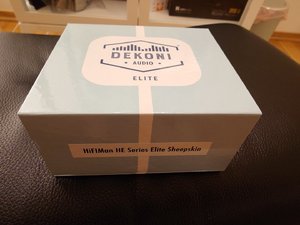 DEKONI
AUDIO
ELITE
HiFiMan HE Series Elite Sheepskin